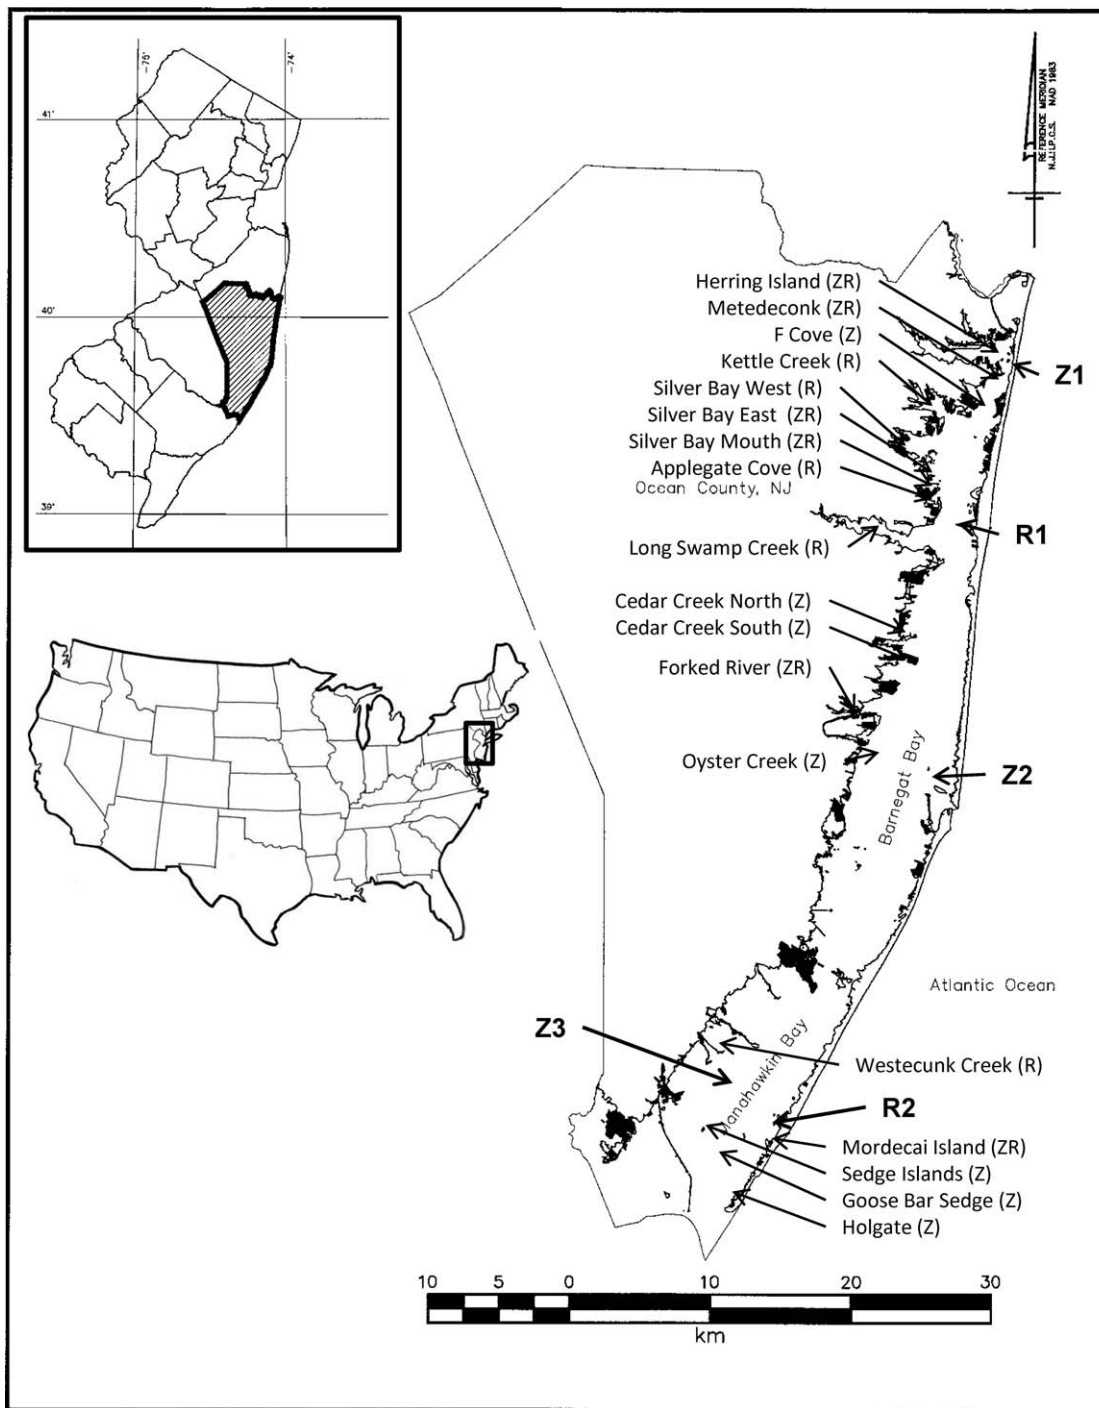 -75'
-74'
41'
40'
39'
REFERENCE MERIDIAN
N.J.S.P.C.S. NAD 1983
Herring Island (ZR)
Metedeconk (ZR)
F Cove (Z)
Kettle Creek (R)
Silver Bay West (R)
Silver Bay East (ZR)
Silver Bay Mouth (ZR)
Applegate Cove (R)
Ocean County, NJ
Long Swamp Creek (R)
Cedar Creek North (Z)
Cedar Creek South (Z)
Forked River (ZR)
Oyster Creek (Z)
Z1
R1
Z2
Barnegat Bay
Atlantic Ocean
Z3
Manahawkin Bay
Westecunk Creek (R)
R2
Mordecai Island (ZR)
Sedge Islands (Z)
Goose Bar Sedge (Z)
Holgate (Z)
10 5 0 10 20 30
km